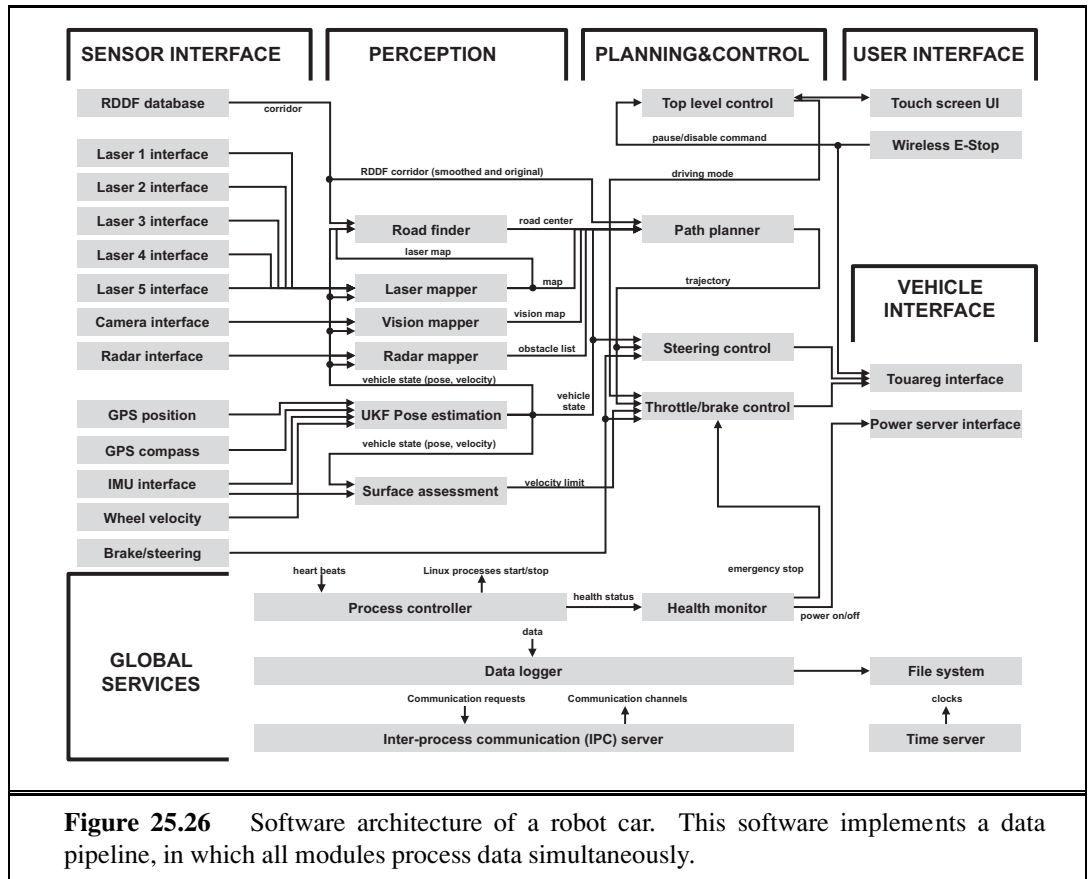 SENSOR INTERFACE
PERCEPTION
PLANNING&CONTROL
USER INTERFACE
RDDF database
corridor
Top level control
Touch screen UI
pause/disable command
Wireless E-Stop
Laser 1 interface
Laser 2 interface
RDDF corridor (smoothed and original)
driving mode
Laser 3 interface
Road finder
road center
Path planner
laser map
Laser 4 interface
VEHICLE
INTERFACE
Laser 5 interface
Laser mapper
map
trajectory
Camera interface
Vision mapper
vision map
Radar interface
Radar mapper
obstacle list
Steering control
vehicle state (pose, velocity)
vehicle
state
Touareg interface
GPS position
UKF Pose estimation
Throttle/brake control
Power server interface
vehicle state (pose, velocity)
GPS compass
IMU interface
Surface assessment
velocity limit
Wheel velocity
Brake/steering
heart beats
Linux processes start/stop
emergency stop
Process controller
health status
Health monitor
power on/off
data
GLOBAL
SERVICES
Data logger
File system
Communication requests
Communication channels
clocks
Inter-process communication (IPC) server
Time server
Figure 25.26 Software architecture of a robot car. This software implements a data
pipeline, in which all modules process data simultaneously.